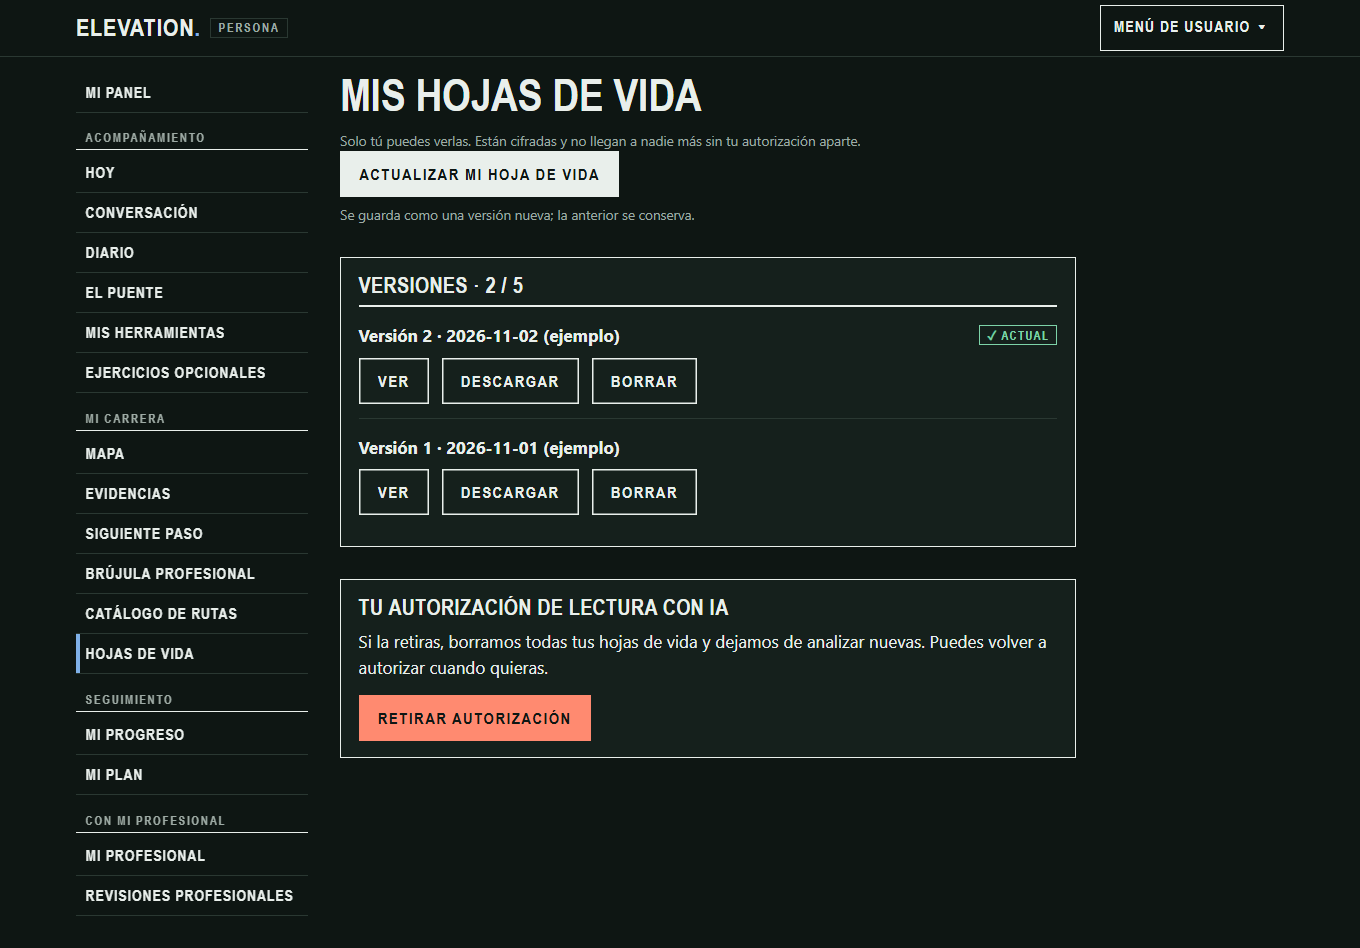 ELEVATION. PERSONA
MENÚ DE USUARIO
MI PANEL
ACOMPAÑAMIENTO
HOY
CONVERSACIÓN
DIARIO
EL PUENTE
MIS HERRAMIENTAS
EJERCICIOS OPCIONALES
MI CARRERA
MAPA
EVIDENCIAS
SIGUIENTE PASO
BRÚJULA PROFESIONAL
CATÁLOGO DE RUTAS
HOJAS DE VIDA
SEGUIMIENTO
MI PROGRESO
MI PLAN
CON MI PROFESIONAL
MI PROFESIONAL
REVISIONES PROFESIONALES
MIS HOJAS DE VIDA
Solo tú puedes verlas. Están cifradas y no llegan a nadie más sin tu autorización aparte.
ACTUALIZAR MI HOJA DE VIDA
Se guarda como una versión nueva; la anterior se conserva.
VERSIONES · 2 / 5
Versión 2 · 2026-11-02 (ejemplo)
✓ ACTUAL
VER DESCARGAR BORRAR
Versión 1 · 2026-11-01 (ejemplo)
VER DESCARGAR BORRAR
TU AUTORIZACIÓN DE LECTURA CON IA
Si la retiras, borramos todas tus hojas de vida y dejamos de analizar nuevas. Puedes volver a
autorizar cuando quieras.
RETIRAR AUTORIZACIÓN